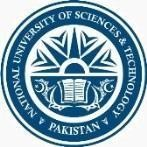 NATIONAL UNIVERSITY OF SCIENCES & TECHNOLOGY
PAKISTAN